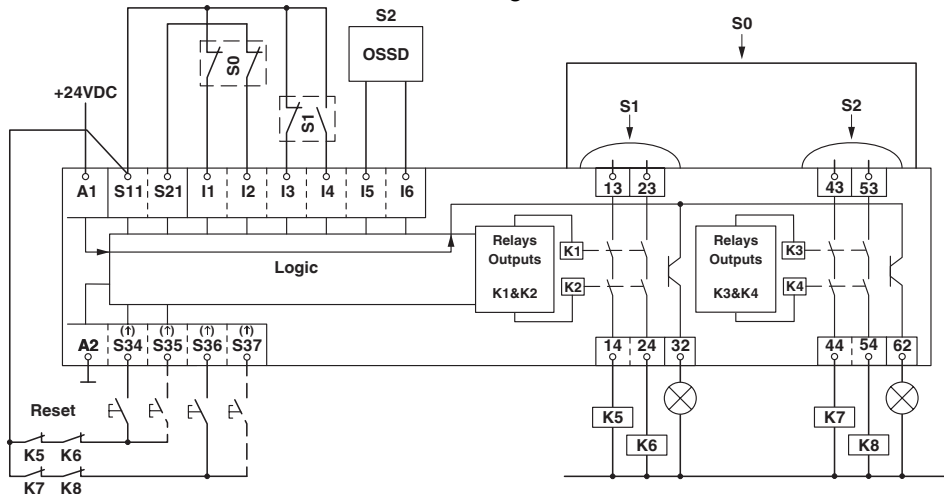 S2
S0
OSSD
S0
+24VDC
S1
S1
S2
A1 S11 S21 I1 I2 I3 I4 I5 I6 13 23 43 53
Logic
Relays Outputs K1&K2
K1
K2
Relays Outputs K3&K4
K3
K4
A2 S34 S35 S36 S37 14 24 32 44 54 62
(↑) (↑) (↑) (↑)
Reset
K5 K6
K7 K8
K5
K6
K7
K8